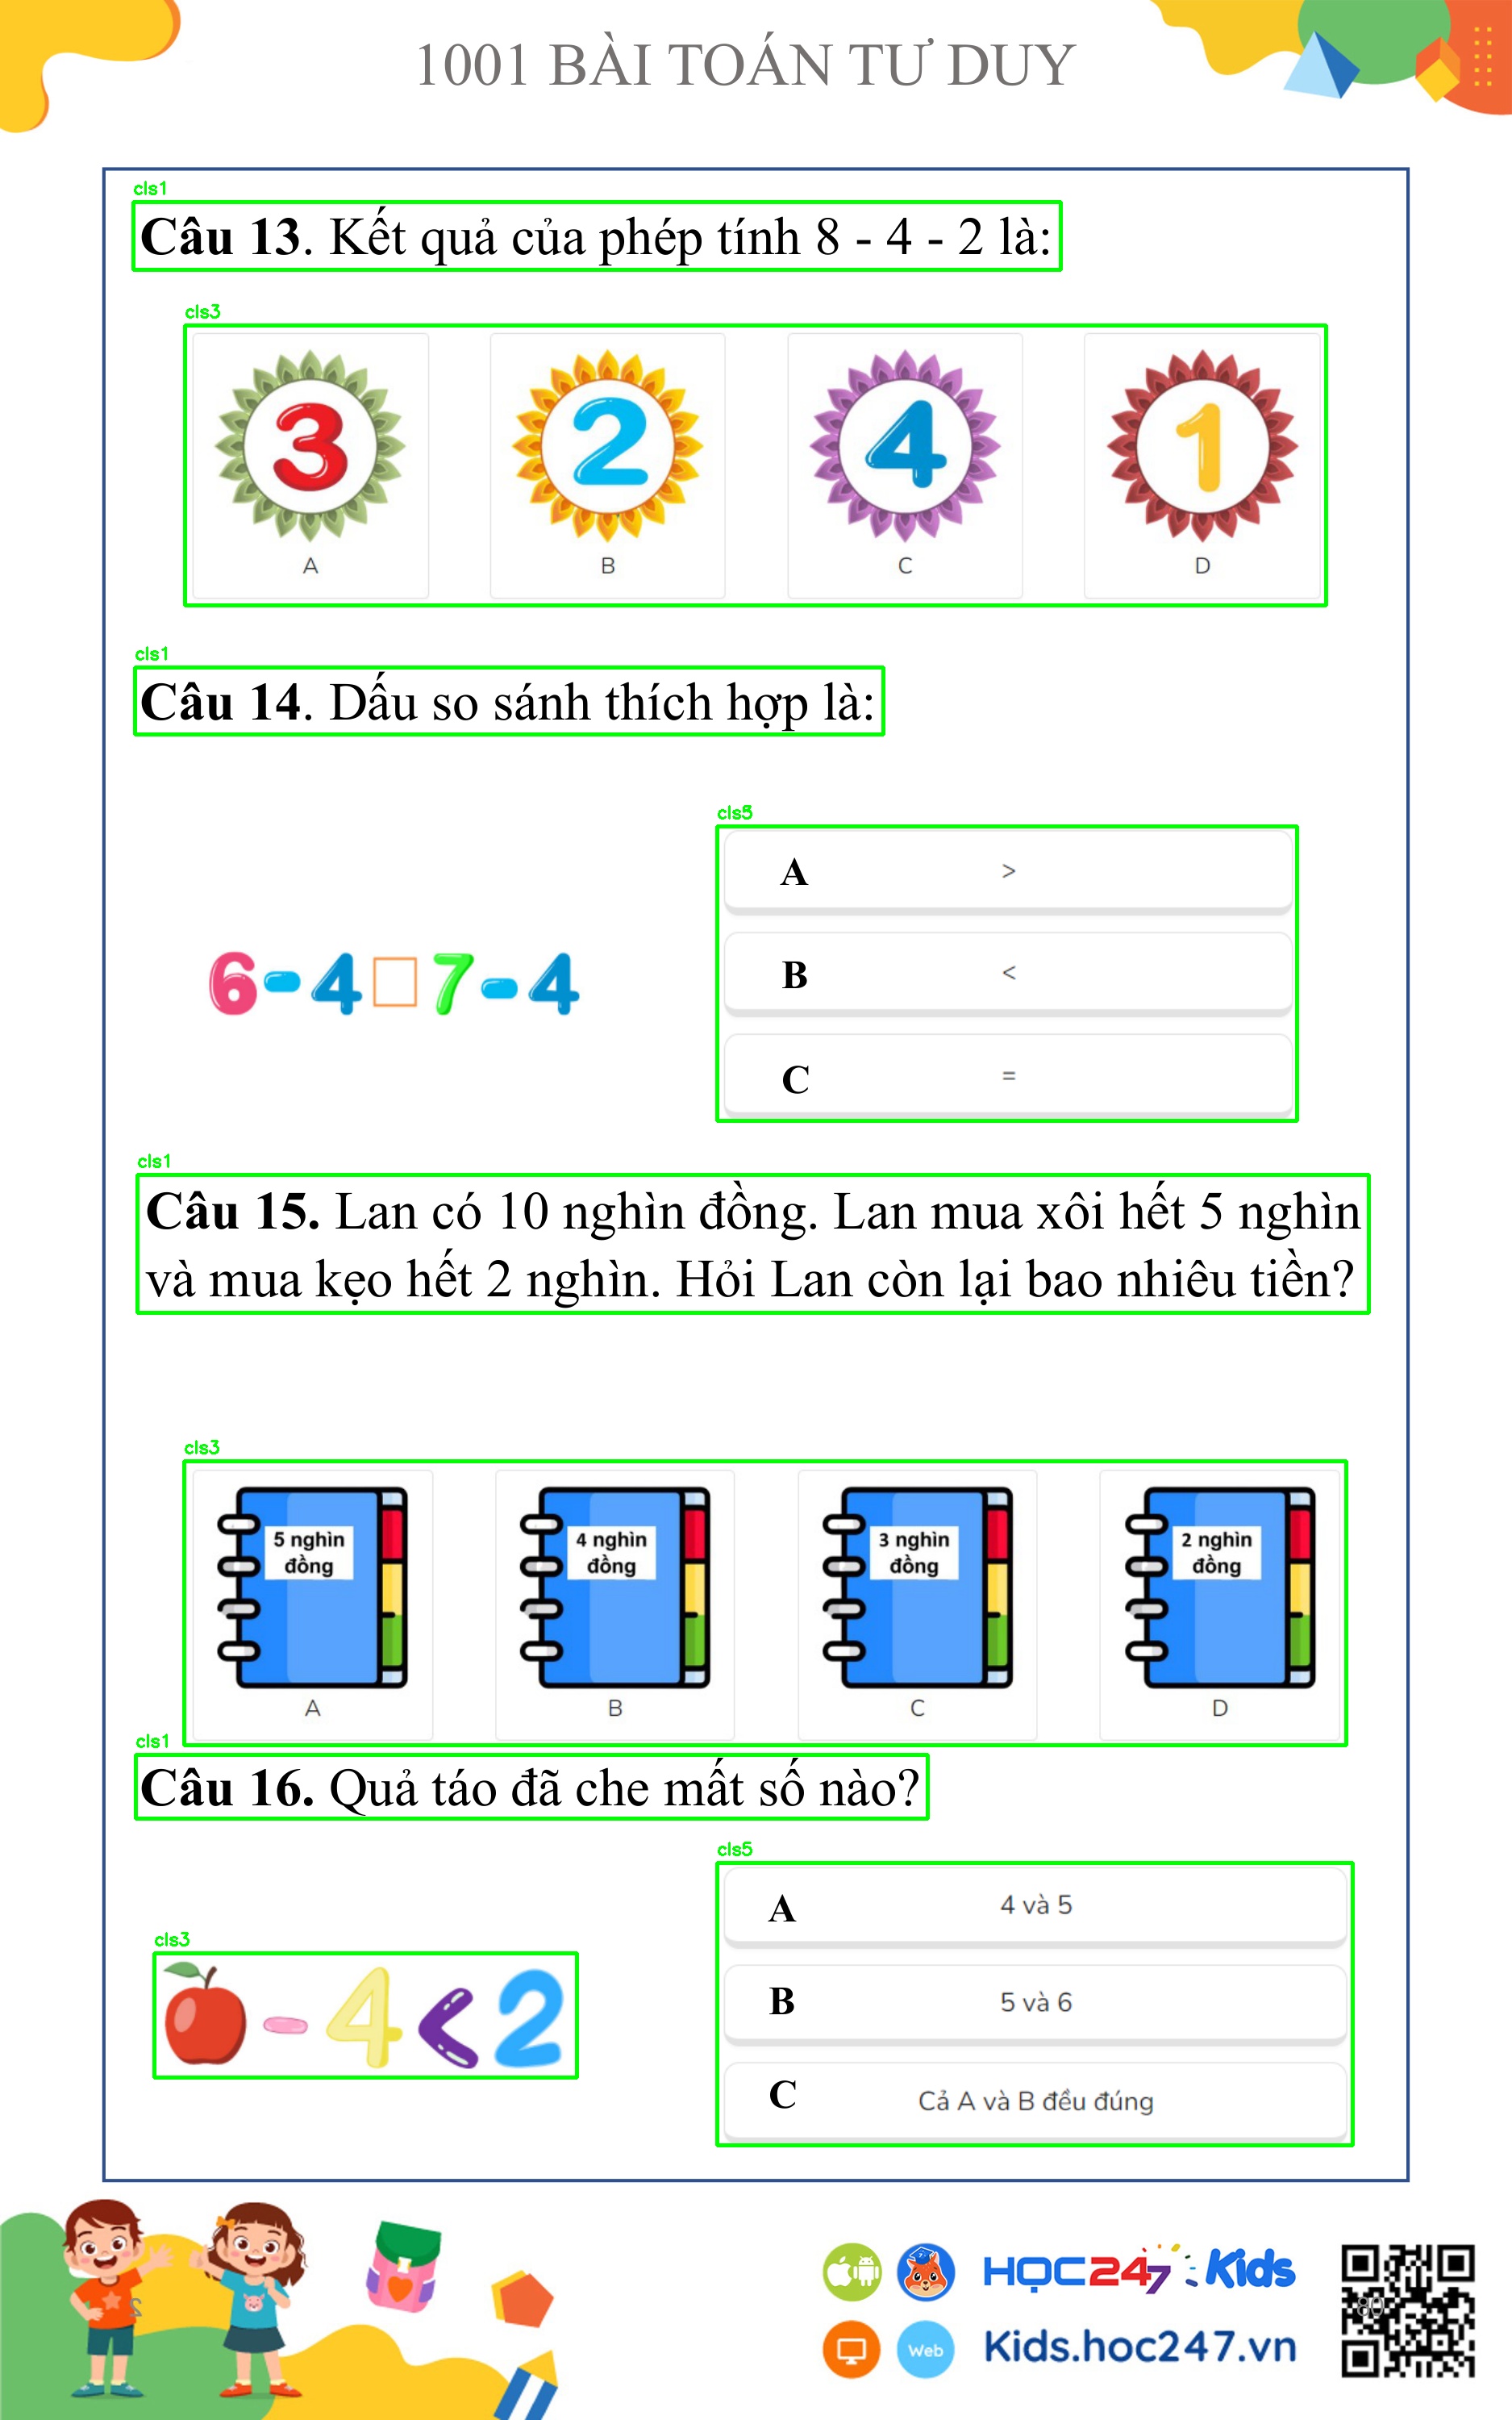 1001 BÀI TOÁN TƯ DUY
cls1
Câu 13. Kết quả của phép tính 8 - 4 - 2 là:
cls3
3 2 4 1
A B C D
cls1
Câu 14. Dấu so sánh thích hợp là:
cls5
A >
6-4□7-4
B <
C =
cls1
Câu 15. Lan có 10 nghìn đồng. Lan mua xôi hết 5 nghìn
và mua kẹo hết 2 nghìn. Hỏi Lan còn lại bao nhiêu tiền?
cls3
5 nghìn 4 nghìn 3 nghìn 2 nghìn
đồng đồng đồng đồng
A B C D
cls1
Câu 16. Quả táo đã che mất số nào?
cls5
A 4 và 5
cls3
- 4 < 2
B 5 và 6
C Cả A và B đều đúng
HỌC247 Kids
80
Web Kids.hoc247.vn